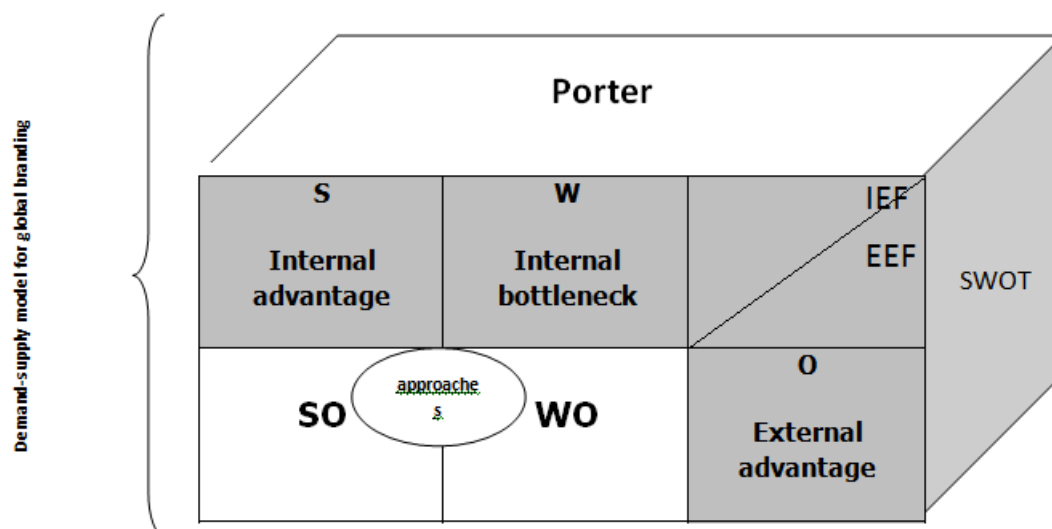 Demand-supply model for global branding
Porter
S
Internal
advantage
W
Internal
bottleneck
IEF
EEF
SWOT
SO
approache
s
WO
O
External
advantage